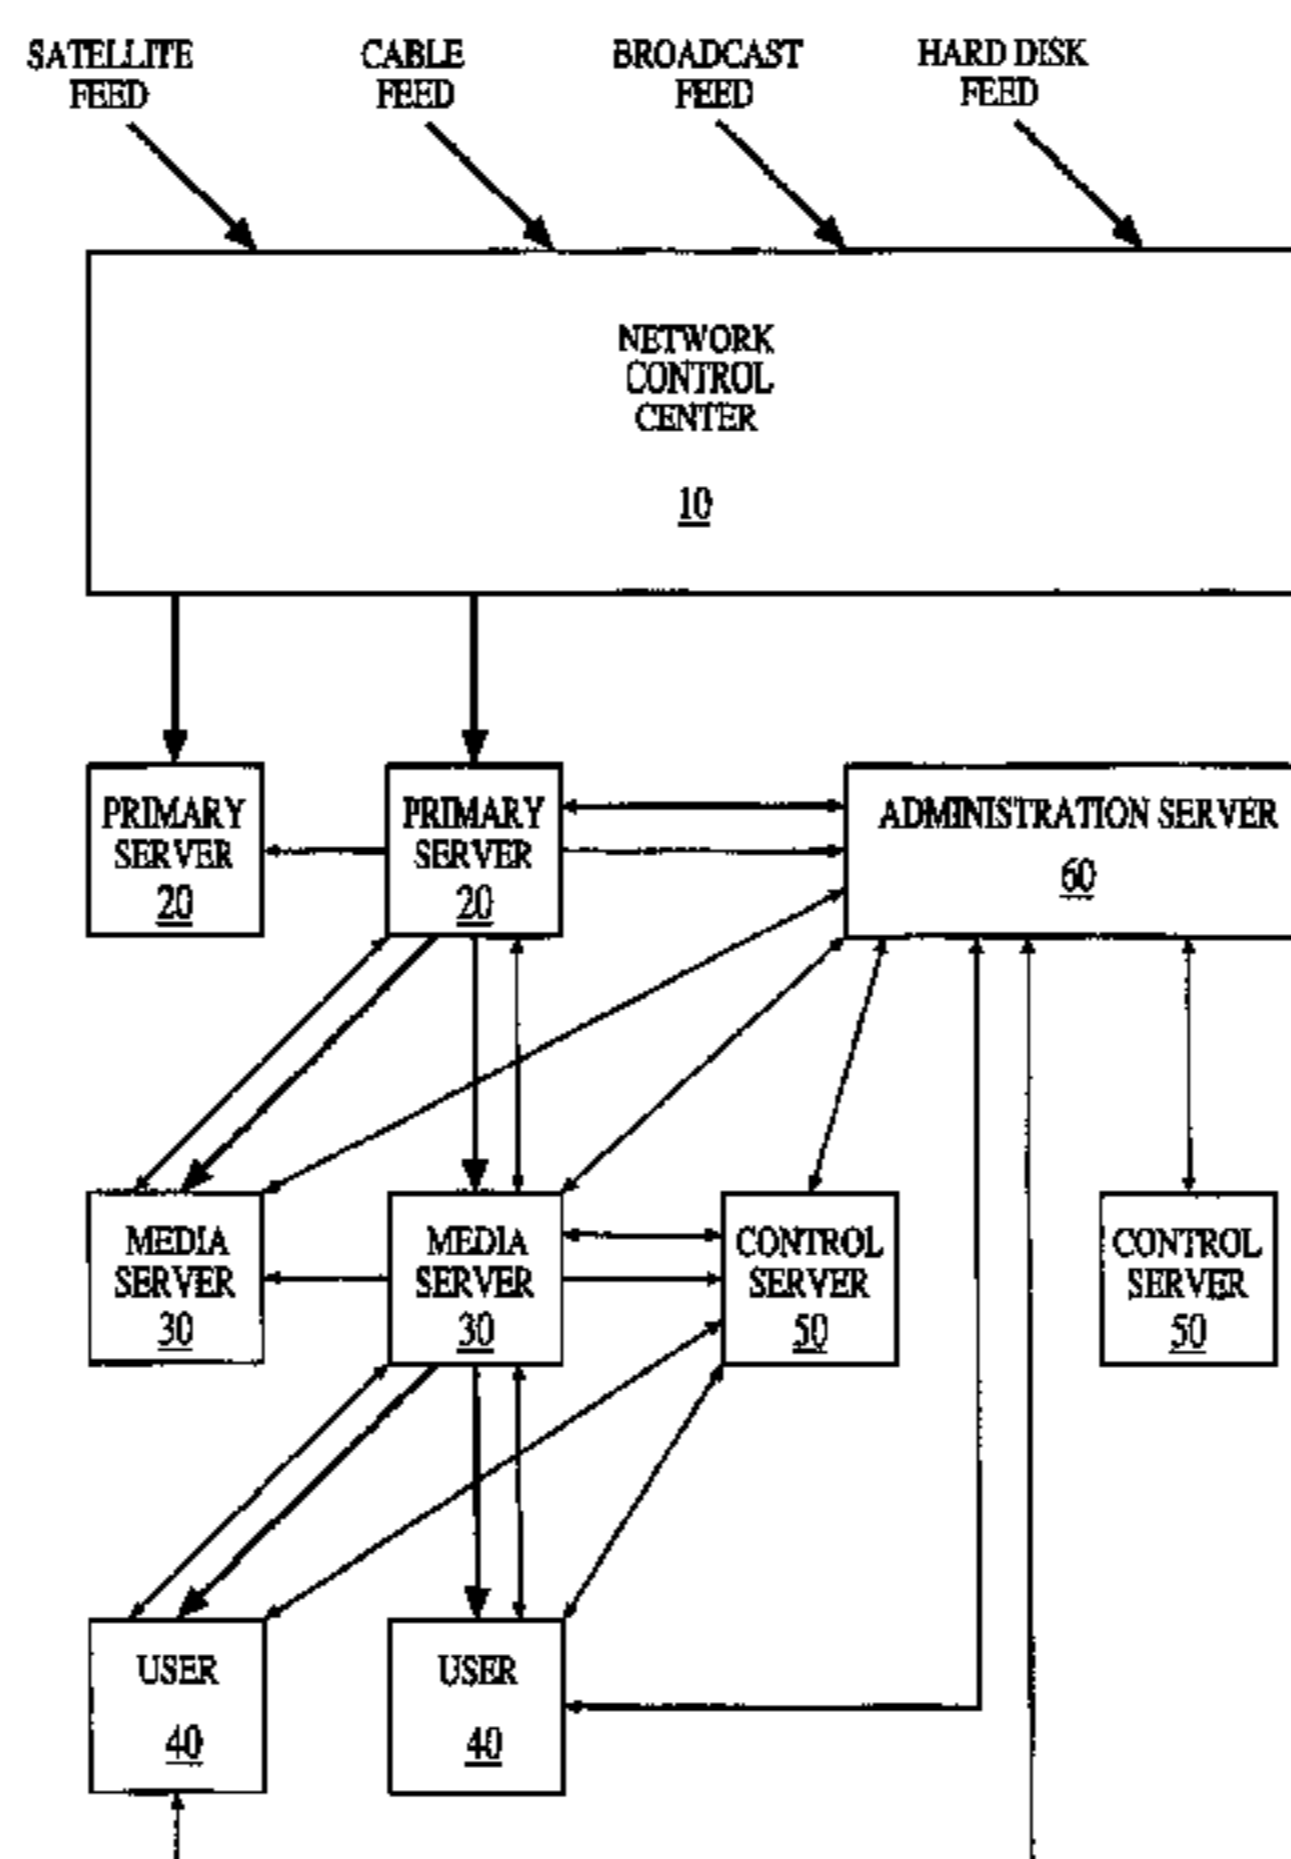 SATELLITE
FEED
CABLE
FEED
BROADCAST
FEED
HARD DISK
FEED
NETWORK
CONTROL
CENTER
10
PRIMARY
SERVER
20
PRIMARY
SERVER
20
ADMINISTRATION SERVER
60
MEDIA
SERVER
30
MEDIA
SERVER
30
CONTROL
SERVER
50
CONTROL
SERVER
50
USER
40
USER
40